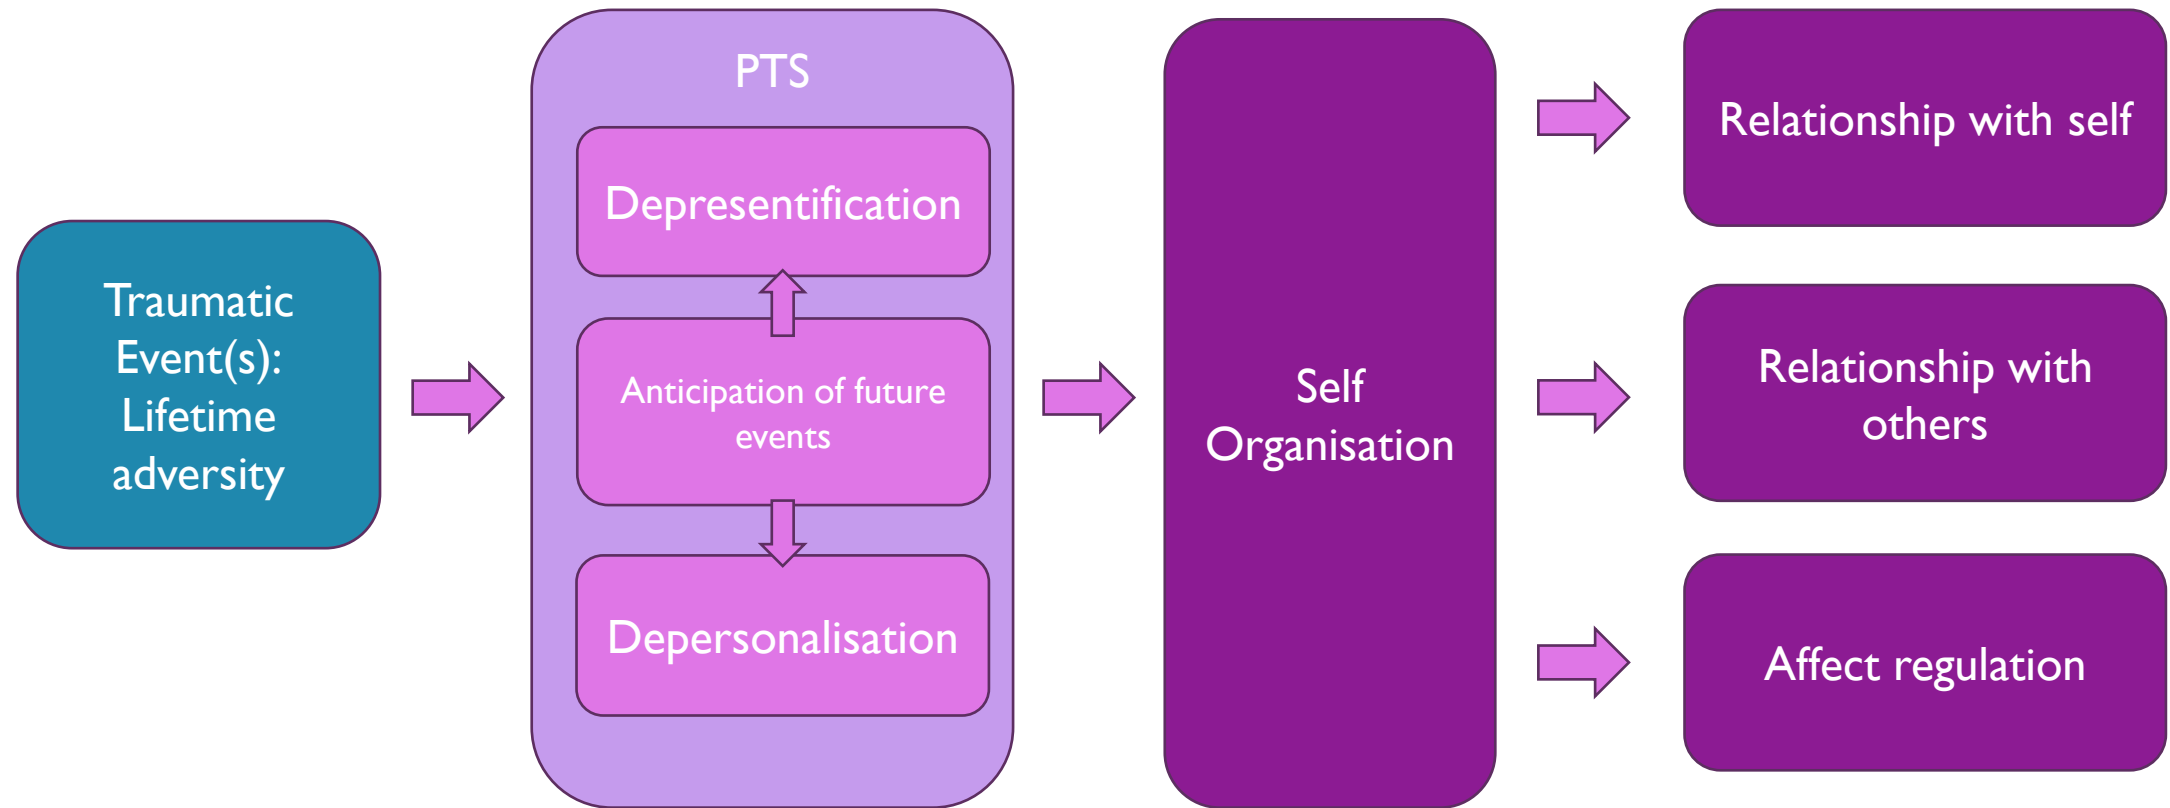 PTS
Depresentification
Traumatic
Event(s):
Lifetime
adversity
Anticipation of future
events
Depersonalisation
Self
Organisation
Relationship with self
Relationship with
others
Affect regulation